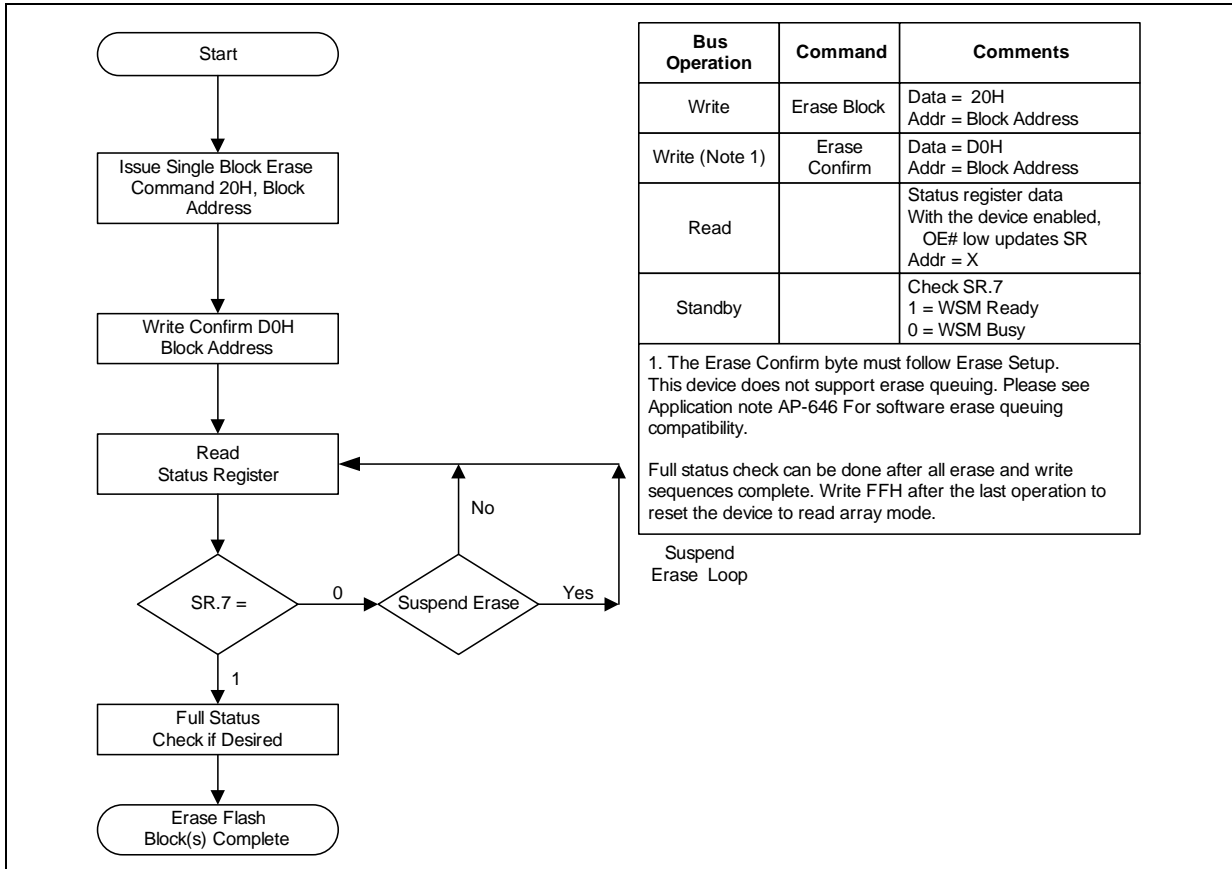 Start
Issue Single Block Erase
Command 20H, Block
Address
Write Confirm D0H
Block Address
Read
Status Register
No
SR.7 =
0
Suspend Erase
Yes
1
Full Status
Check if Desired
Erase Flash
Block(s) Complete
Bus
Operation
Command
Comments
Write
Erase Block
Data = 20H
Addr = Block Address
Write (Note 1)
Erase
Confirm
Data = D0H
Addr = Block Address
Read
Status register data
With the device enabled,
OE# low updates SR
Addr = X
Standby
Check SR.7
1 = WSM Ready
0 = WSM Busy
1. The Erase Confirm byte must follow Erase Setup.
This device does not support erase queuing. Please see
Application note AP-646 For software erase queuing
compatibility.
Full status check can be done after all erase and write
sequences complete. Write FFH after the last operation to
reset the device to read array mode.
Suspend
Erase Loop